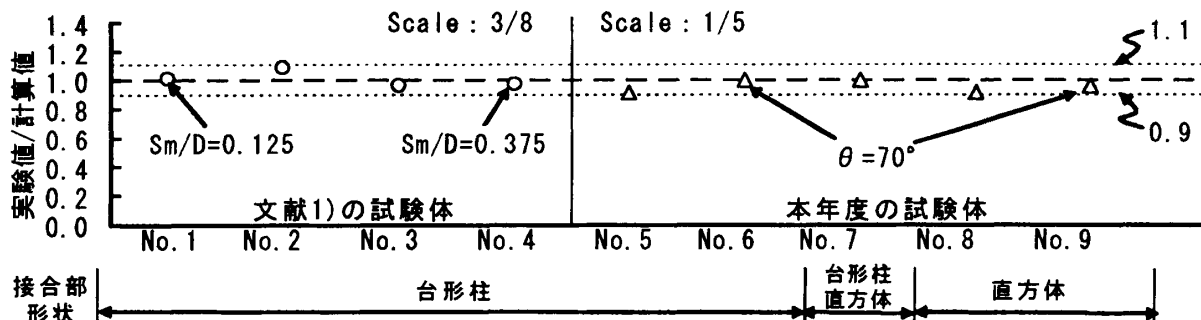 実験値/計算値
1.4
1.2
1.0
0.8
0.6
0.4
0.2
0.0
Scale : 3/8
Scale : 1/5
1.1
0.9
Sm/D=0.125
Sm/D=0.375
θ=70°
文献1)の試験体
本年度の試験体
No.1 No.2 No.3 No.4 No.5 No.6 No.7 No.8 No.9
接合部
形状
台形柱
台形柱
直方体
直方体